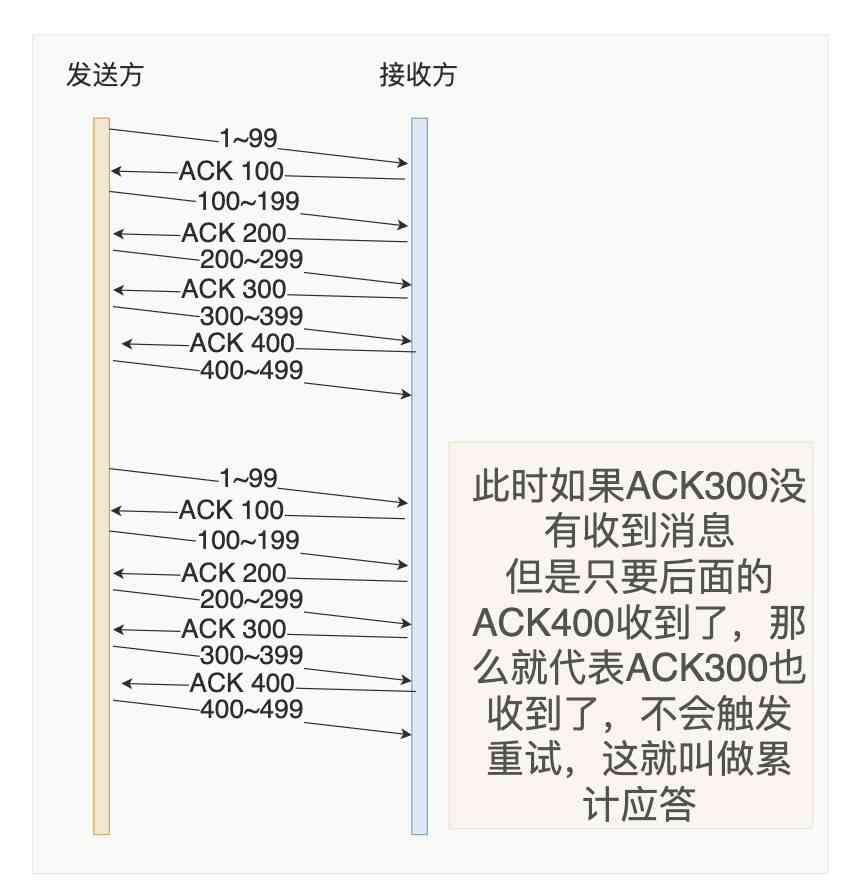 发送方
接收方
1~99
ACK 100
100~199
ACK 200
200~299
ACK 300
300~399
ACK 400
400~499
1~99
ACK 100
100~199
ACK 200
200~299
ACK 300
300~399
ACK 400
400~499
此时如果ACK300没
有收到消息
但是只要后面的
ACK400收到了，那
么就代表ACK300也
收到了，不会触发
重试，这就叫做累
计应答